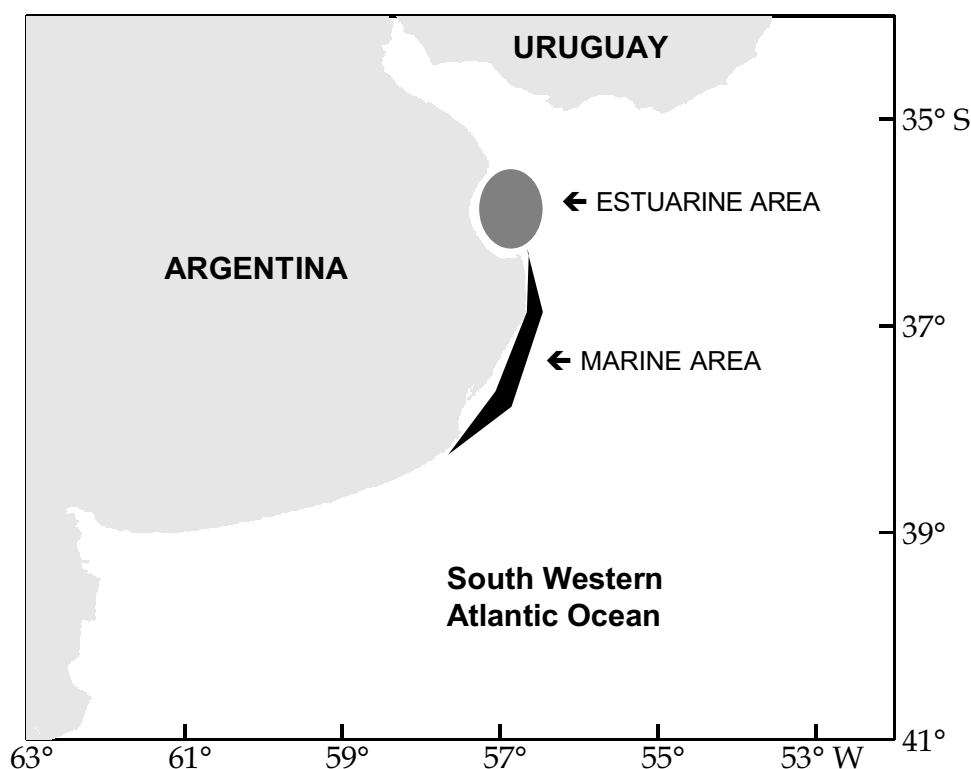 URUGUAY
35° S
ESTUARINE AREA
ARGENTINA
37°
MARINE AREA
39°
South Western
Atlantic Ocean
41°
63° 61° 59° 57° 55° 53° W